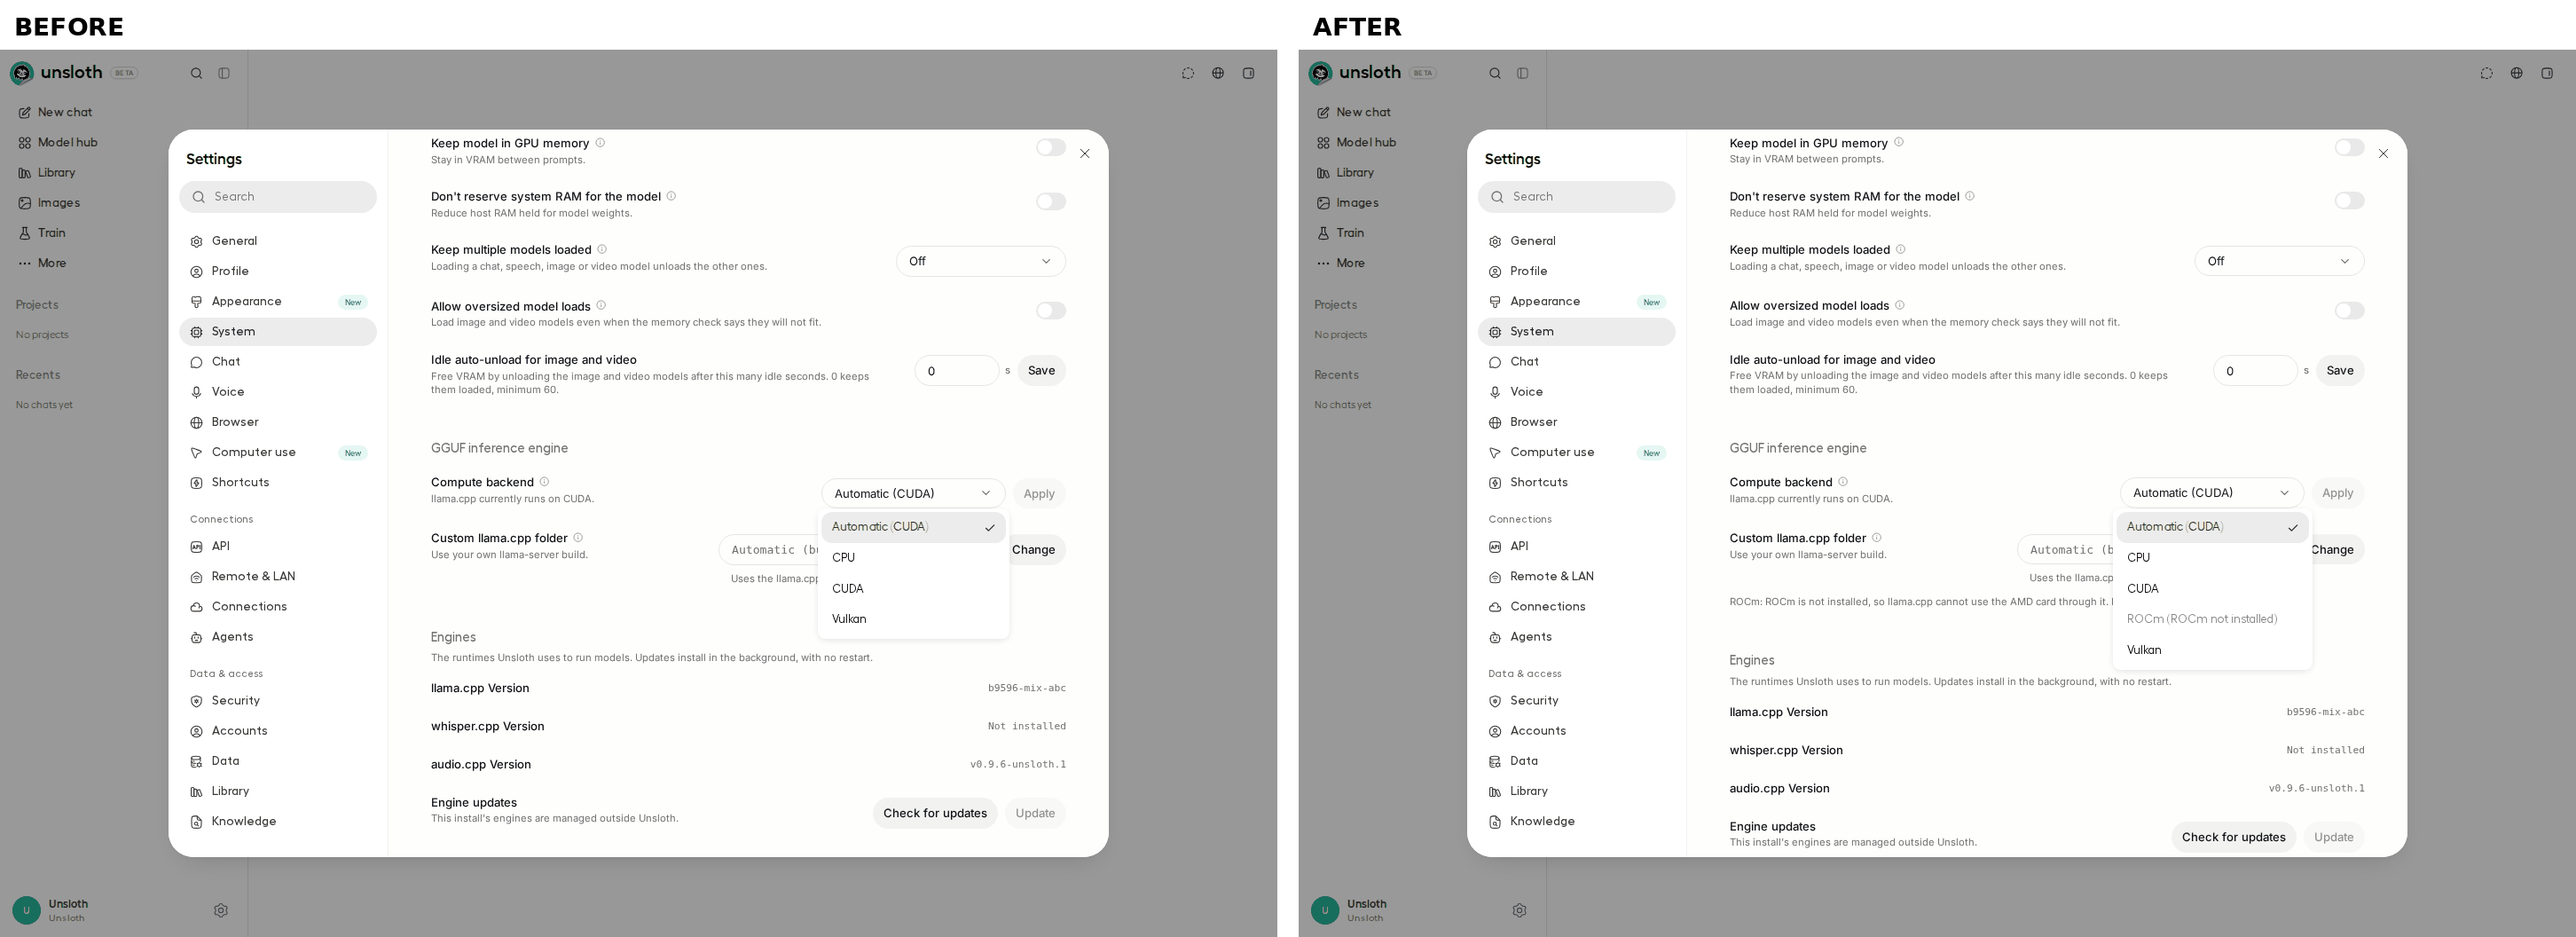 BEFORE
unsloth BETA
New chat
Model hub
Library
Images
Train
More
Projects
No projects
Recents
No chats yet
Unsloth
Unsloth
U
Settings
Search
General
Profile
Appearance New
System
Chat
Voice
Browser
Computer use New
Shortcuts
Connections
API
Remote & LAN
Connections
Agents
Data & access
Security
Accounts
Data
Library
Knowledge
Keep model in GPU memory
Stay in VRAM between prompts.
Don't reserve system RAM for the model
Reduce host RAM held for model weights.
Keep multiple models loaded
Loading a chat, speech, image or video model unloads the other ones.
Off
Allow oversized model loads
Load image and video models even when the memory check says they will not fit.
Idle auto-unload for image and video
Free VRAM by unloading the image and video models after this many idle seconds. 0 keeps
them loaded, minimum 60.
0 s Save
GGUF inference engine
Compute backend
llama.cpp currently runs on CUDA.
Automatic (CUDA) Apply
Automatic (CUDA)
CPU
CUDA
Vulkan
Custom llama.cpp folder
Use your own llama-server build.
Automatic (bu
Change
Uses the llama.cpp
Engines
The runtimes Unsloth uses to run models. Updates install in the background, with no restart.
llama.cpp Version b9596-mix-abc
whisper.cpp Version Not installed
audio.cpp Version v0.9.6-unsloth.1
Engine updates
This install's engines are managed outside Unsloth.
Check for updates Update
AFTER
unsloth BETA
New chat
Model hub
Library
Images
Train
More
Projects
No projects
Recents
No chats yet
Unsloth
Unsloth
U
Settings
Search
General
Profile
Appearance New
System
Chat
Voice
Browser
Computer use New
Shortcuts
Connections
API
Remote & LAN
Connections
Agents
Data & access
Security
Accounts
Data
Library
Knowledge
Keep model in GPU memory
Stay in VRAM between prompts.
Don't reserve system RAM for the model
Reduce host RAM held for model weights.
Keep multiple models loaded
Loading a chat, speech, image or video model unloads the other ones.
Off
Allow oversized model loads
Load image and video models even when the memory check says they will not fit.
Idle auto-unload for image and video
Free VRAM by unloading the image and video models after this many idle seconds. 0 keeps
them loaded, minimum 60.
0 s Save
GGUF inference engine
Compute backend
llama.cpp currently runs on CUDA.
Automatic (CUDA) Apply
Automatic (CUDA)
CPU
CUDA
ROCm (ROCm not installed)
Vulkan
Custom llama.cpp folder
Use your own llama-server build.
Automatic (b
Change
Uses the llama.cp
ROCm: ROCm is not installed, so llama.cpp cannot use the AMD card through it.
Engines
The runtimes Unsloth uses to run models. Updates install in the background, with no restart.
llama.cpp Version b9596-mix-abc
whisper.cpp Version Not installed
audio.cpp Version v0.9.6-unsloth.1
Engine updates
This install's engines are managed outside Unsloth.
Check for updates Update